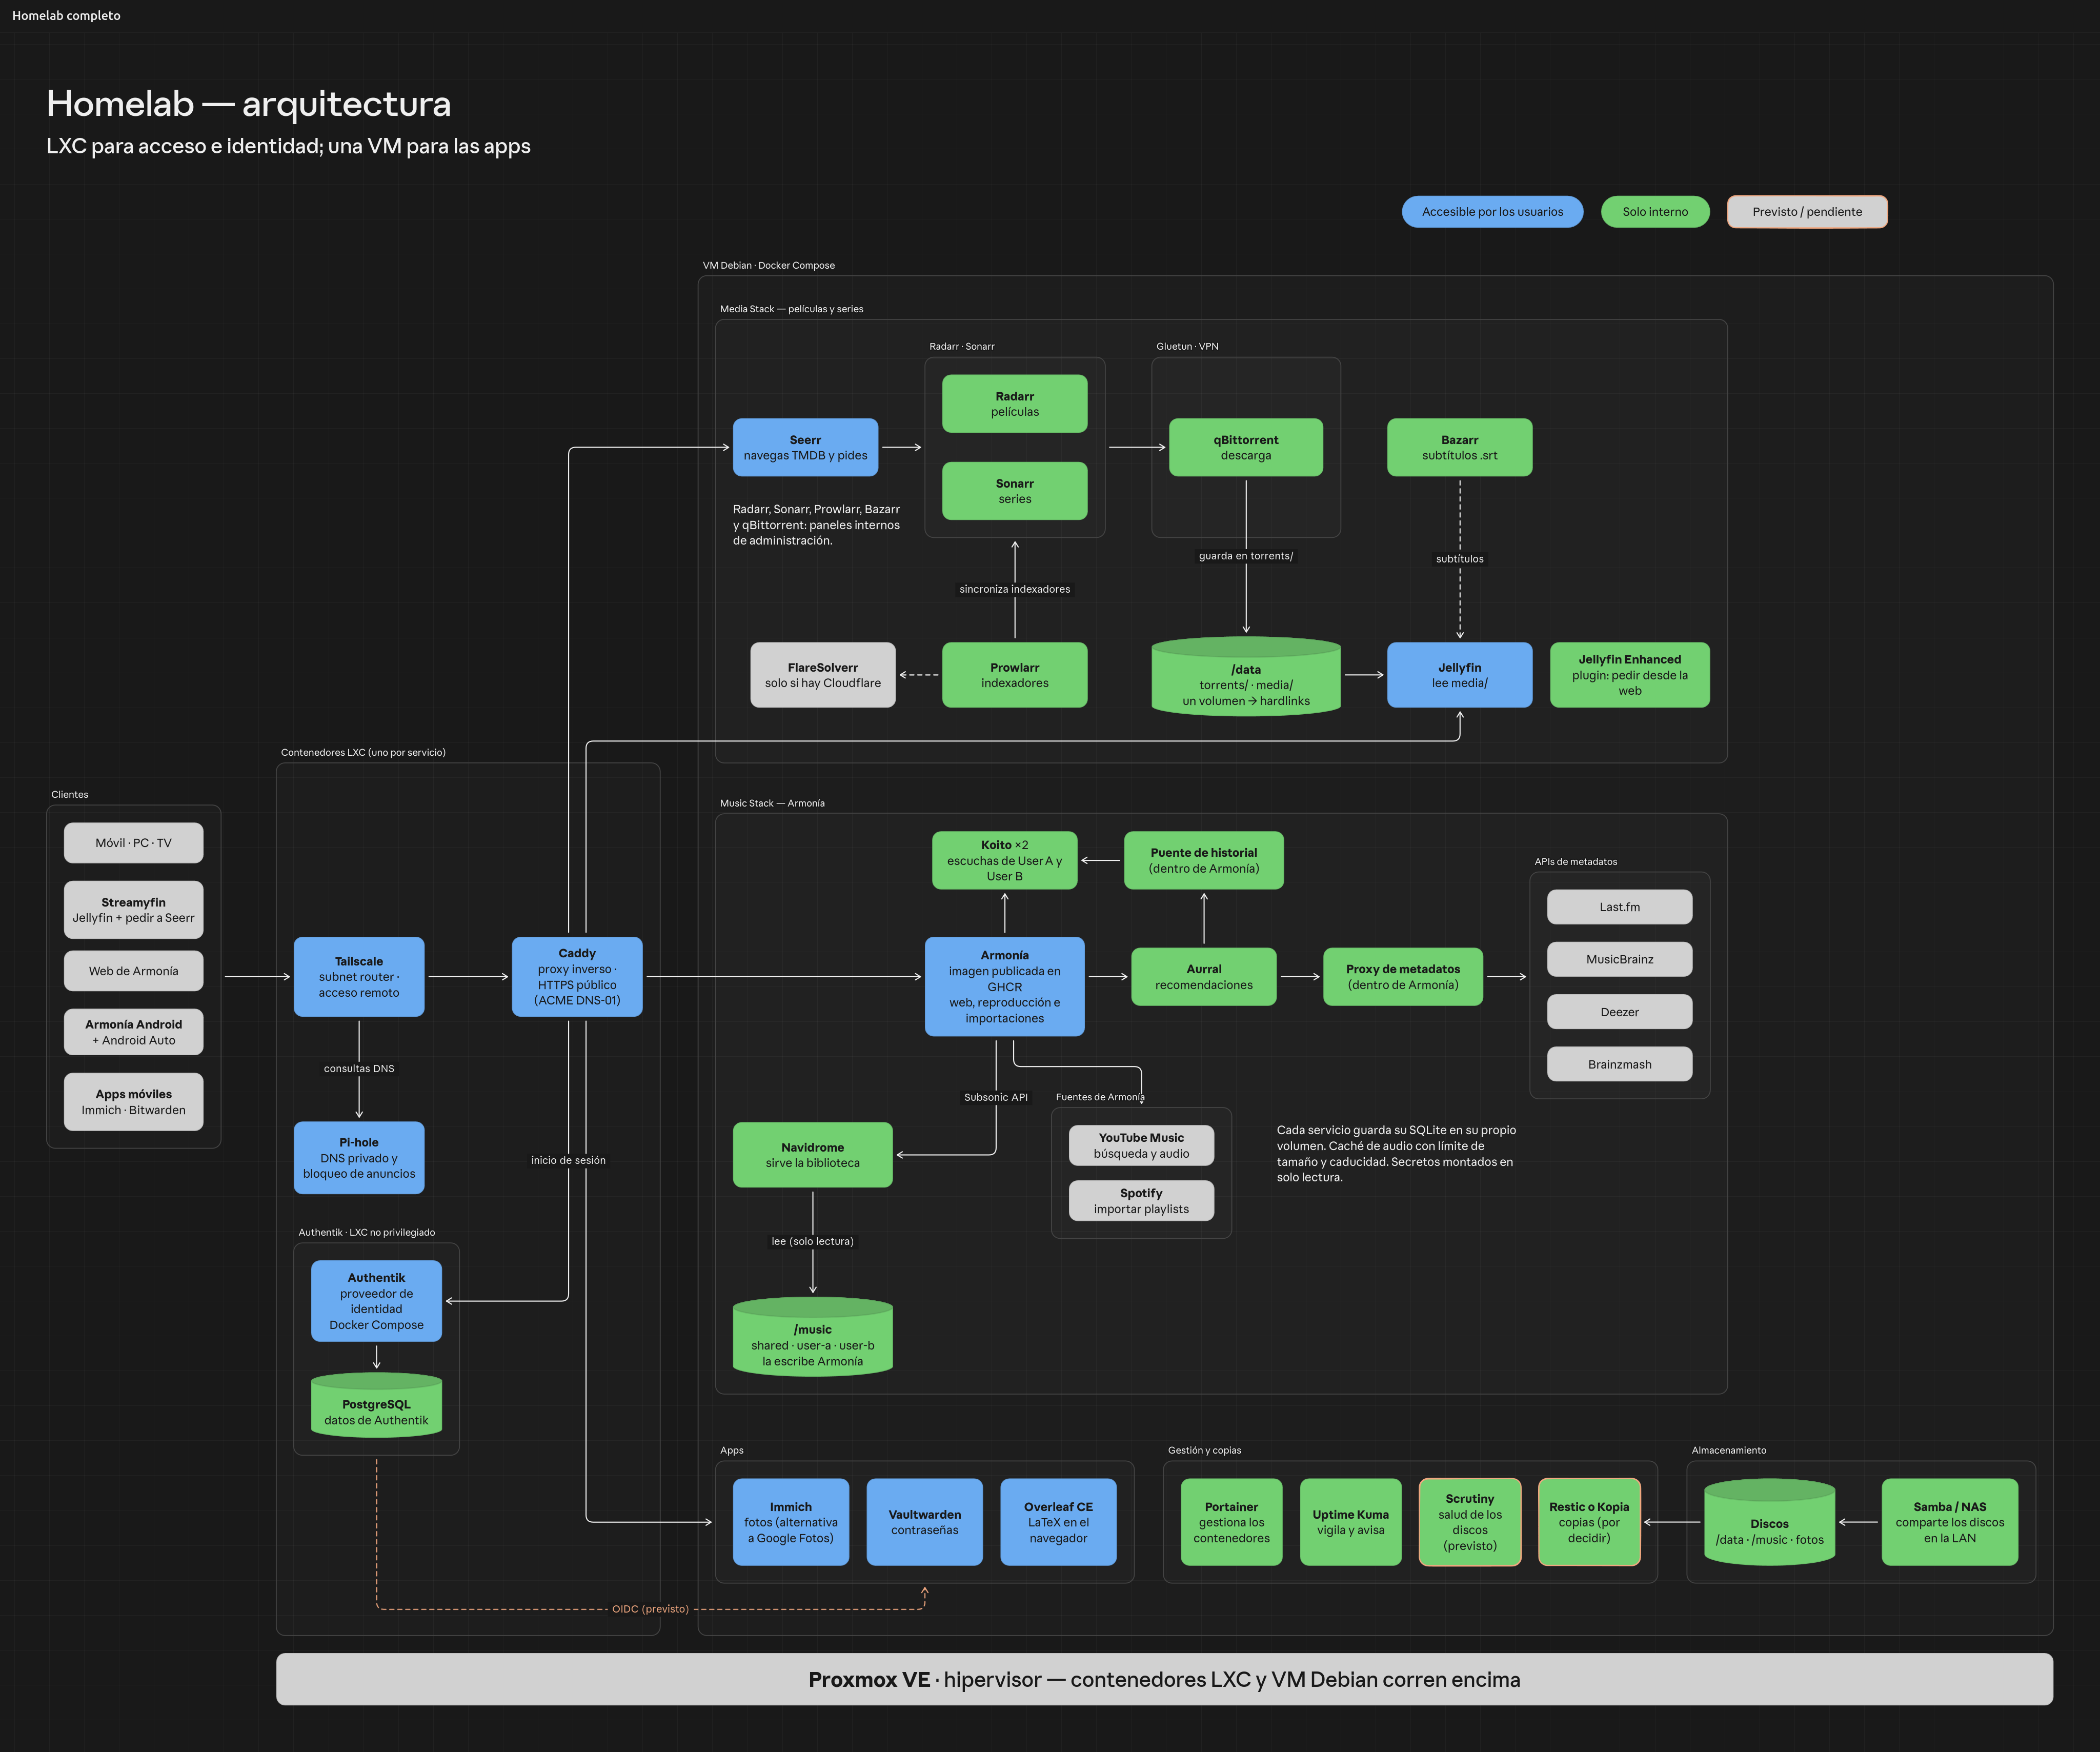 Homelab completo
Homelab — arquitectura
LXC para acceso e identidad; una VM para las apps
Accesible por los usuarios
Solo interno
Previsto / pendiente
VM Debian · Docker Compose
Media Stack — películas y series
Radarr · Sonarr
Radarr
películas
Sonarr
series
Gluetun · VPN
qBittorrent
descarga
Seerr
navegas TMDB y pides
Bazarr
subtítulos .srt
Radarr, Sonarr, Prowlarr, Bazarr
y qBittorrent: paneles internos
de administración.
guarda en torrents/
subtítulos
sincroniza indexadores
FlareSolverr
solo si hay Cloudflare
Prowlarr
indexadores
/data
torrents/ · media/
un volumen → hardlinks
Jellyfin
lee media/
Jellyfin Enhanced
plugin: pedir desde la
web
Clientes
Móvil · PC · TV
Streamyfin
Jellyfin + pedir a Seerr
Web de Armonía
Armonía Android
+ Android Auto
Apps móviles
Immich · Bitwarden
Contenedores LXC (uno por servicio)
Tailscale
subnet router ·
acceso remoto
Caddy
proxy inverso ·
HTTPS público
(ACME DNS-01)
consultas DNS
Pi-hole
DNS privado y
bloqueo de anuncios
inicio de sesión
Authentik · LXC no privilegiado
Authentik
proveedor de
identidad
Docker Compose
PostgreSQL
datos de Authentik
Music Stack — Armonía
Koito ×2
escuchas de User A y
User B
Puente de historial
(dentro de Armonía)
Armonía
imagen publicada en
GHCR
web, reproducción e
importaciones
Aurral
recomendaciones
Proxy de metadatos
(dentro de Armonía)
APIs de metadatos
Last.fm
MusicBrainz
Deezer
Brainzmash
Subsonic API
Fuentes de Armonía
YouTube Music
búsqueda y audio
Spotify
importar playlists
Navidrome
sirve la biblioteca
Cada servicio guarda su SQLite en su propio
volumen. Caché de audio con límite de
tamaño y caducidad. Secretos montados en
solo lectura.
lee (solo lectura)
/music
shared · user-a · user-b
la escribe Armonía
Apps
Immich
fotos (alternativa
a Google Fotos)
Vaultwarden
contraseñas
Overleaf CE
LaTeX en el
navegador
Gestión y copias
Portainer
gestiona los
contenedores
Uptime Kuma
vigila y avisa
Scrutiny
salud de los
discos
(previsto)
Restic o Kopia
copias (por
decidir)
Almacenamiento
Discos
/data · /music · fotos
Samba / NAS
comparte los discos
en la LAN
OIDC (previsto)
Proxmox VE · hipervisor — contenedores LXC y VM Debian corren encima